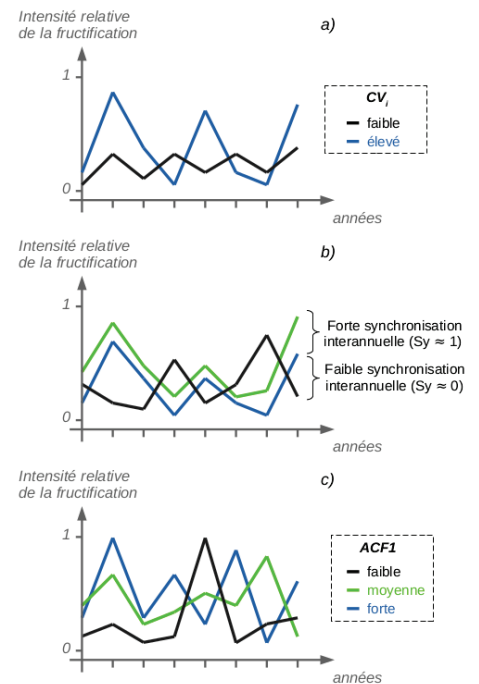 Intensité relative
de la fructification
a)
1
CVi
faible
élevé
0
années
Intensité relative
de la fructification
b)
1
Forte synchronisation
interannuelle (Sy ≈ 1)
Faible synchronisation
interannuelle (Sy ≈ 0)
0
années
Intensité relative
de la fructification
c)
1
ACF1
faible
moyenne
forte
0
années